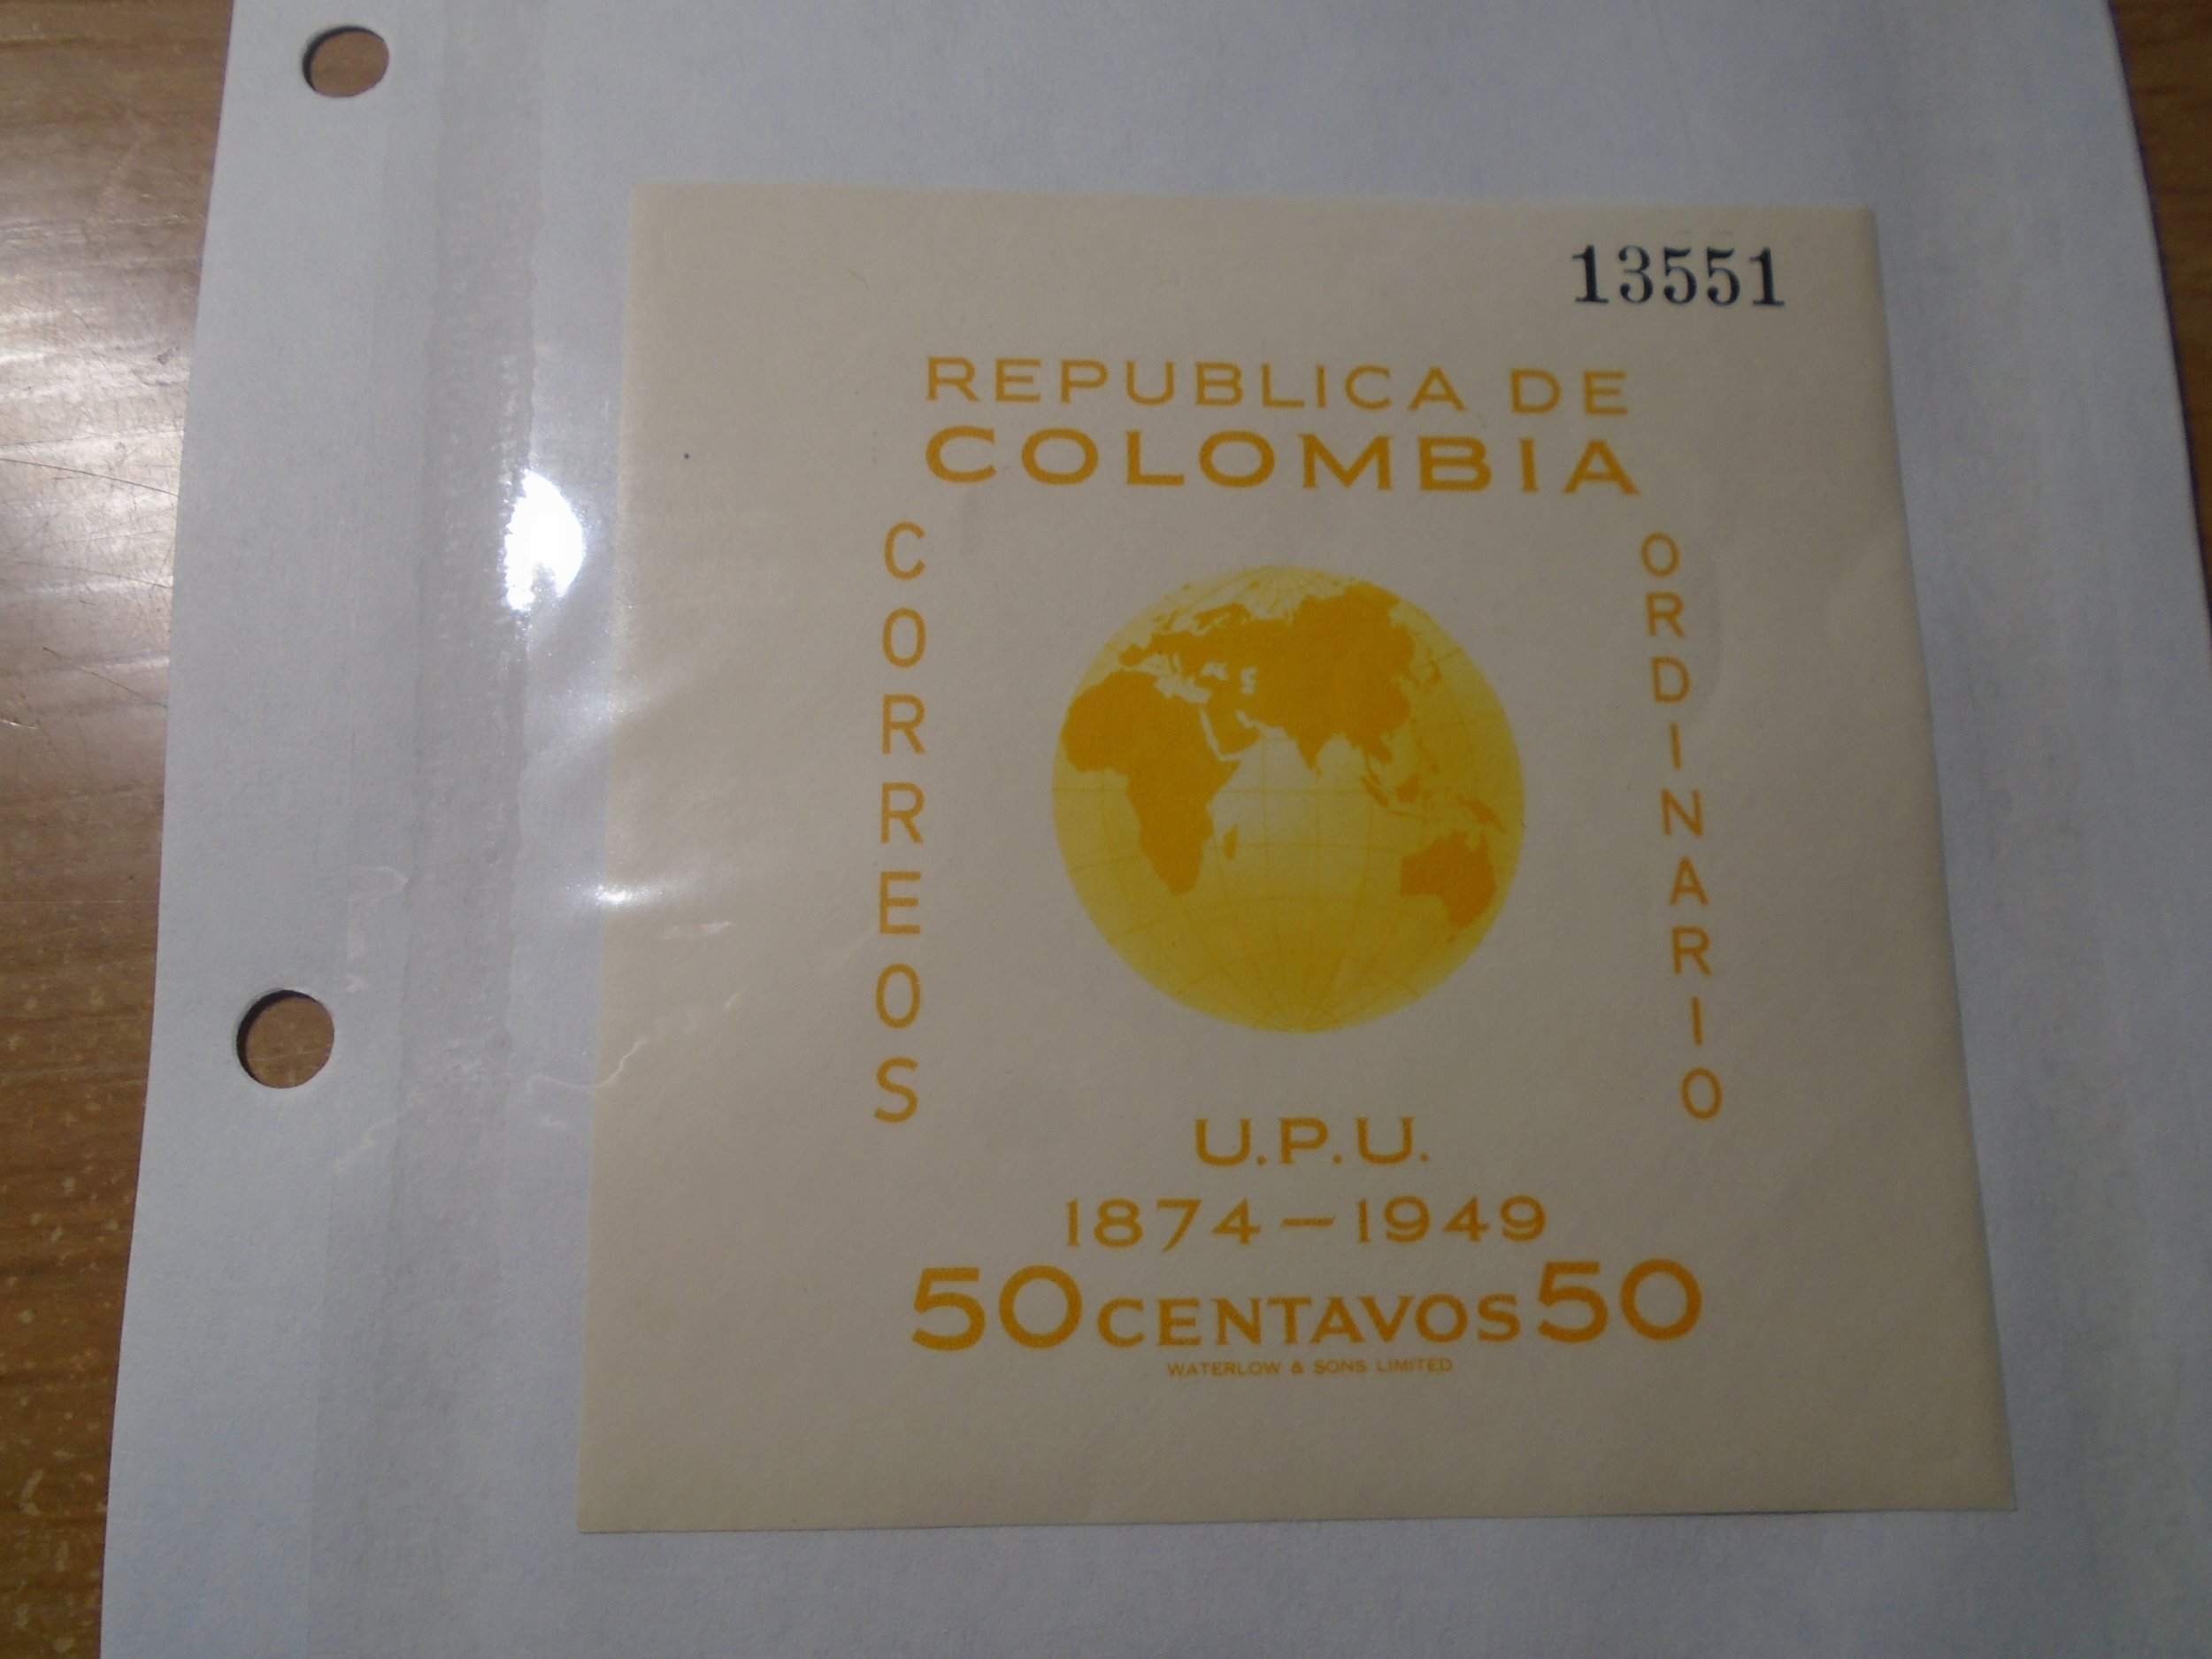 13551
REPUBLICA DE
COLOMBIA
CORREOS
ORDINARIO
U.P.U.
1874–1949
50 CENTAVOS 50
WATERLOW & SONS LIMITED